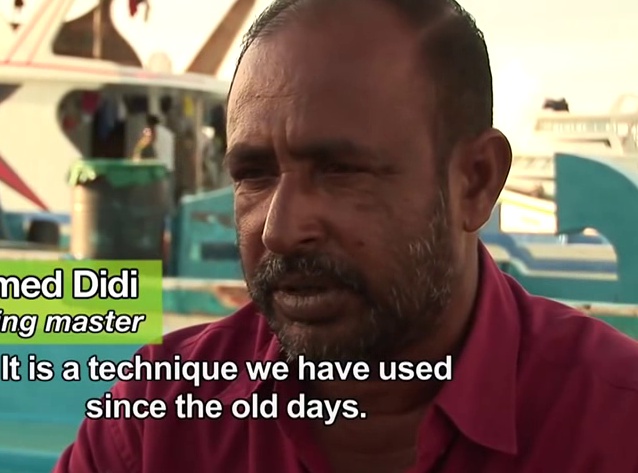 med Didi
ing master
It is a technique we have used
since the old days.